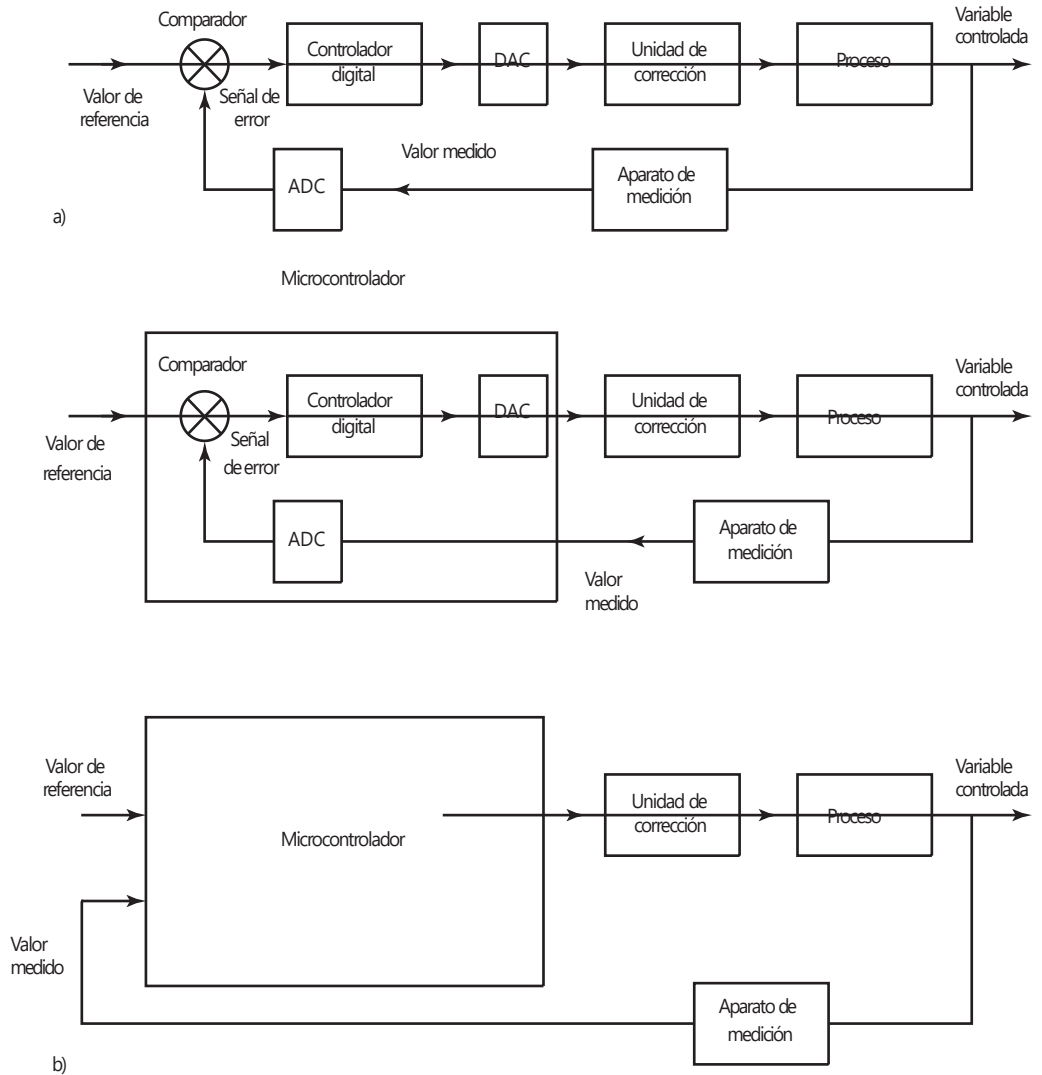 Comparador
Variable
controlada
Controlador
digital
DAC
Unidad de
corrección
Proceso
Valor de
referencia
Señal de
error
Valor medido
ADC
Aparato de
medición
a)
Microcontrolador
Comparador
Variable
controlada
Controlador
digital
DAC
Unidad de
corrección
Proceso
Valor de
referencia
Señal
de error
ADC
Aparato de
medición
Valor
medido
Valor de
referencia
Variable
controlada
Unidad de
corrección
Proceso
Microcontrolador
Valor
medido
Aparato de
medición
b)